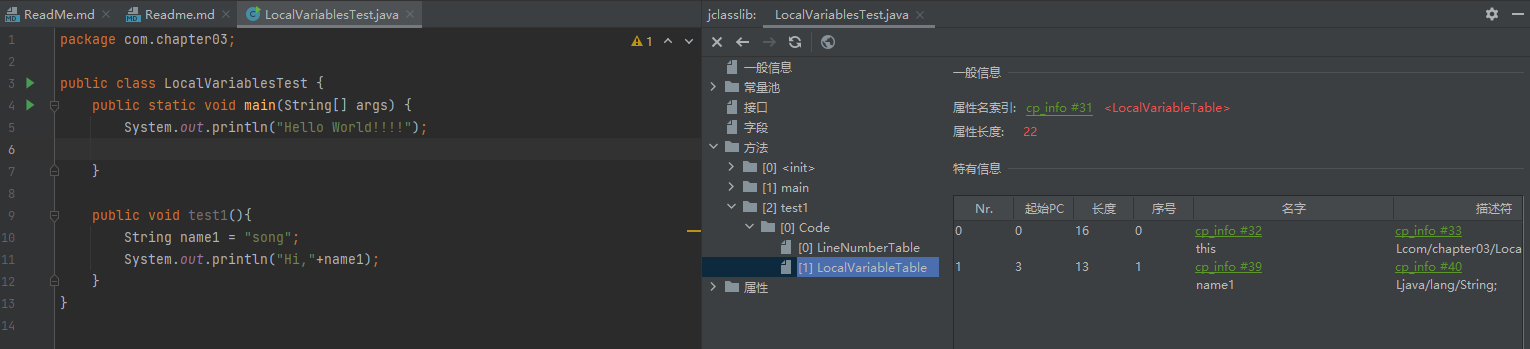 ReadMe.md × Readme.md × LocalVariablesTest.java ×
1 package com.chapter03;
2
3 public class LocalVariablesTest {
4 public static void main(String[] args) {
5 System.out.println("Hello World!!!!");
6
7 }
8
9 public void test1(){
10 String name1 = "song";
11 System.out.println("Hi,"+name1);
12 }
13 }
14
1
jclasslib: LocalVariablesTest.java ×
一般信息
常量池
接口
字段
方法
[0] <init>
[1] main
[2] test1
[0] Code
[0] LineNumberTable
[1] LocalVariableTable
属性
一般信息
属性名索引: cp_info #31 <LocalVariableTable>
属性长度: 22
特有信息
Nr. 起始PC 长度 序号 名字 描述符
0 0 16 0 cp_info #32 cp_info #33
this Lcom/chapter03/Loca
1 3 13 1 cp_info #39 cp_info #40
name1 Ljava/lang/String;